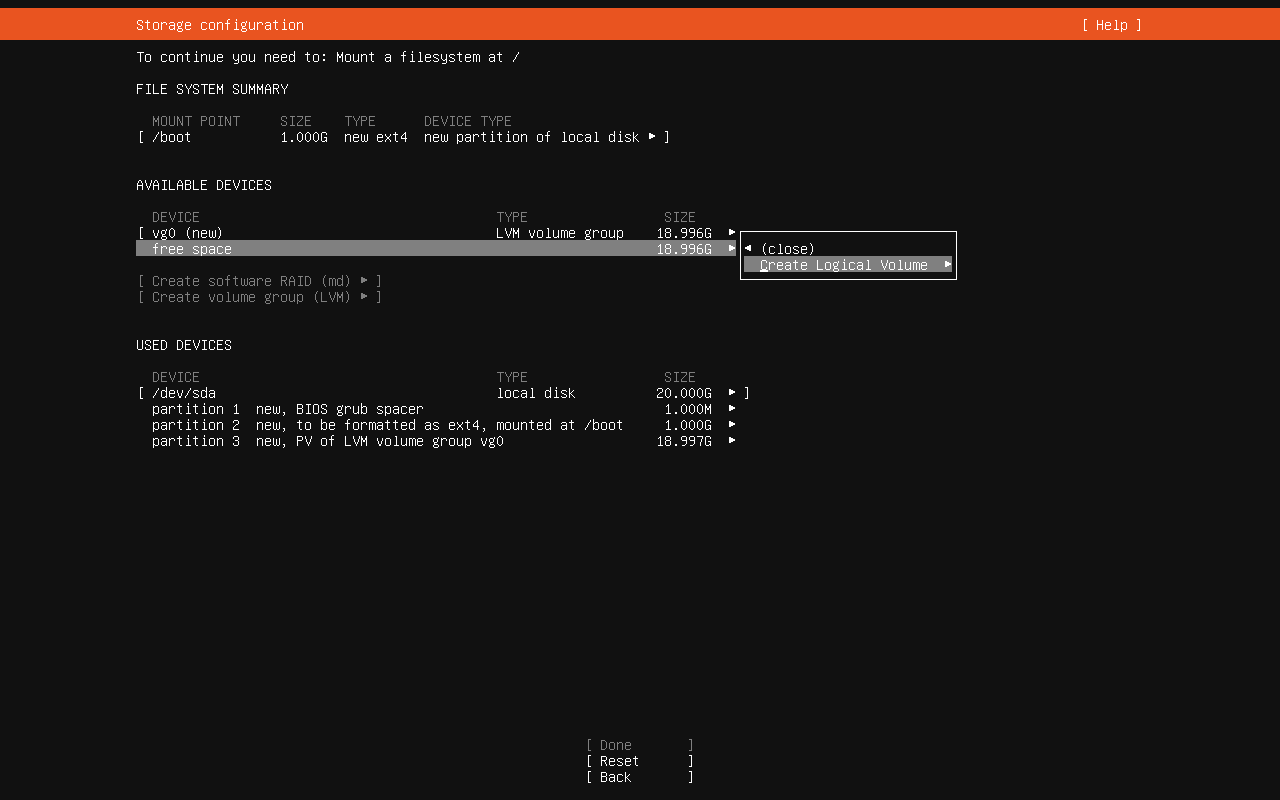 Storage configuration [ Help ]
To continue you need to: Mount a filesystem at /
FILE SYSTEM SUMMARY
MOUNT POINT SIZE TYPE DEVICE TYPE
[ /boot 1.000G new ext4 new partition of local disk ▸ ]
AVAILABLE DEVICES
DEVICE TYPE SIZE
[ vg0 (new) LVM volume group 18.996G ▸
free space 18.996G ▸
◂ (close)
Create Logical Volume ▸
[ Create software RAID (md) ▸ ]
[ Create volume group (LVM) ▸ ]
USED DEVICES
DEVICE TYPE SIZE
[ /dev/sda local disk 20.000G ▸ ]
partition 1 new, BIOS grub spacer 1.000M ▸
partition 2 new, to be formatted as ext4, mounted at /boot 1.000G ▸
partition 3 new, PV of LVM volume group vg0 18.997G ▸
[ Done ]
[ Reset ]
[ Back ]